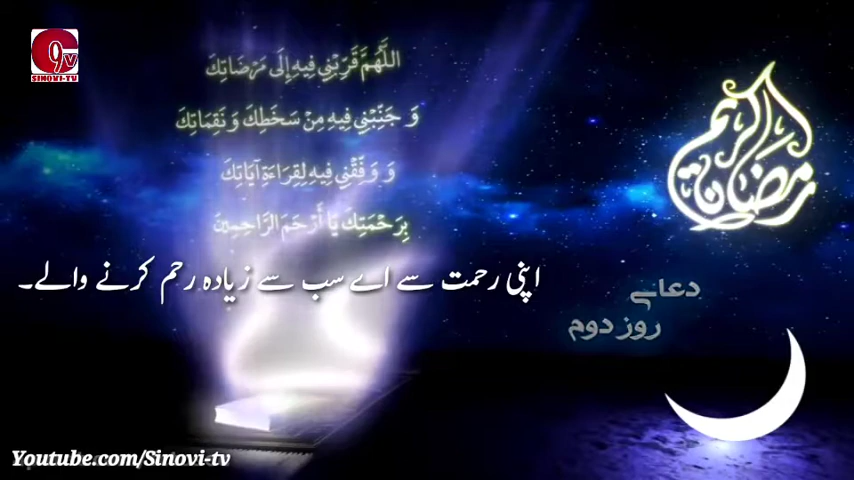 SINOVI-TV
اللَّهُمَّ قَرِّبْنِي فِيهِ إِلَى مَرْضَاتِكَ
وَ جَنِّبْنِي فِيهِ مِنْ سَخَطِكَ وَ نَقِمَاتِكَ
وَ وَفِّقْنِي فِيهِ لِقِرَاءَةِ آيَاتِكَ
بِرَحْمَتِكَ يَا أَرْحَمَ الرَّاحِمِينَ
رمضان الكريم
اپنی رحمت سے اے سب سے زیادہ رحم کرنے والے۔
دعای
روز دوم
Youtube.com/Sinovi-tv